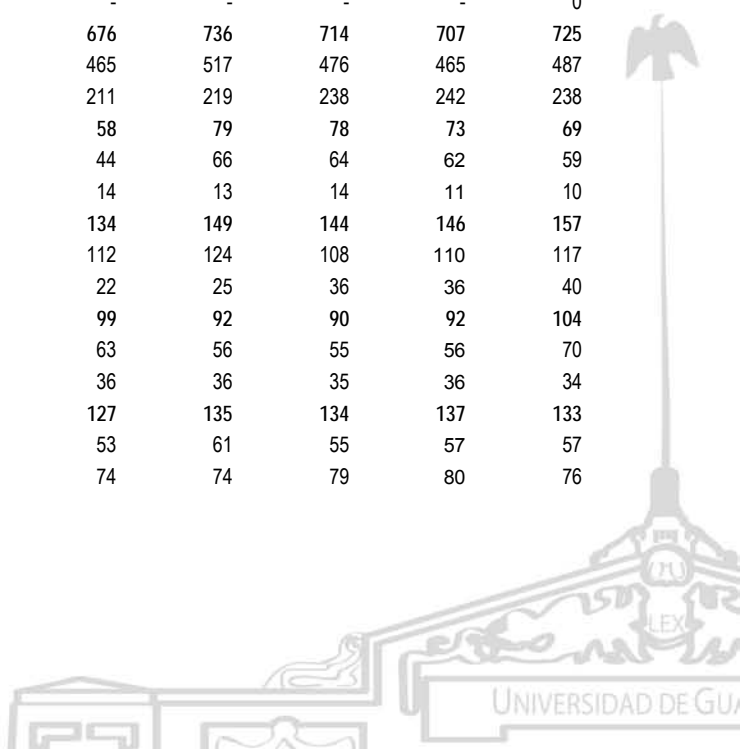 - - - - 0
676 736 714 707 725
465 517 476 465 487
211 219 238 242 238
58 79 78 73 69
44 66 64 62 59
14 13 14 11 10
134 149 144 146 157
112 124 108 110 117
22 25 36 36 40
99 92 90 92 104
63 56 55 56 70
36 36 35 36 34
127 135 134 137 133
53 61 55 57 57
74 74 79 80 76
LEX
UNIVERSIDAD DE GUA